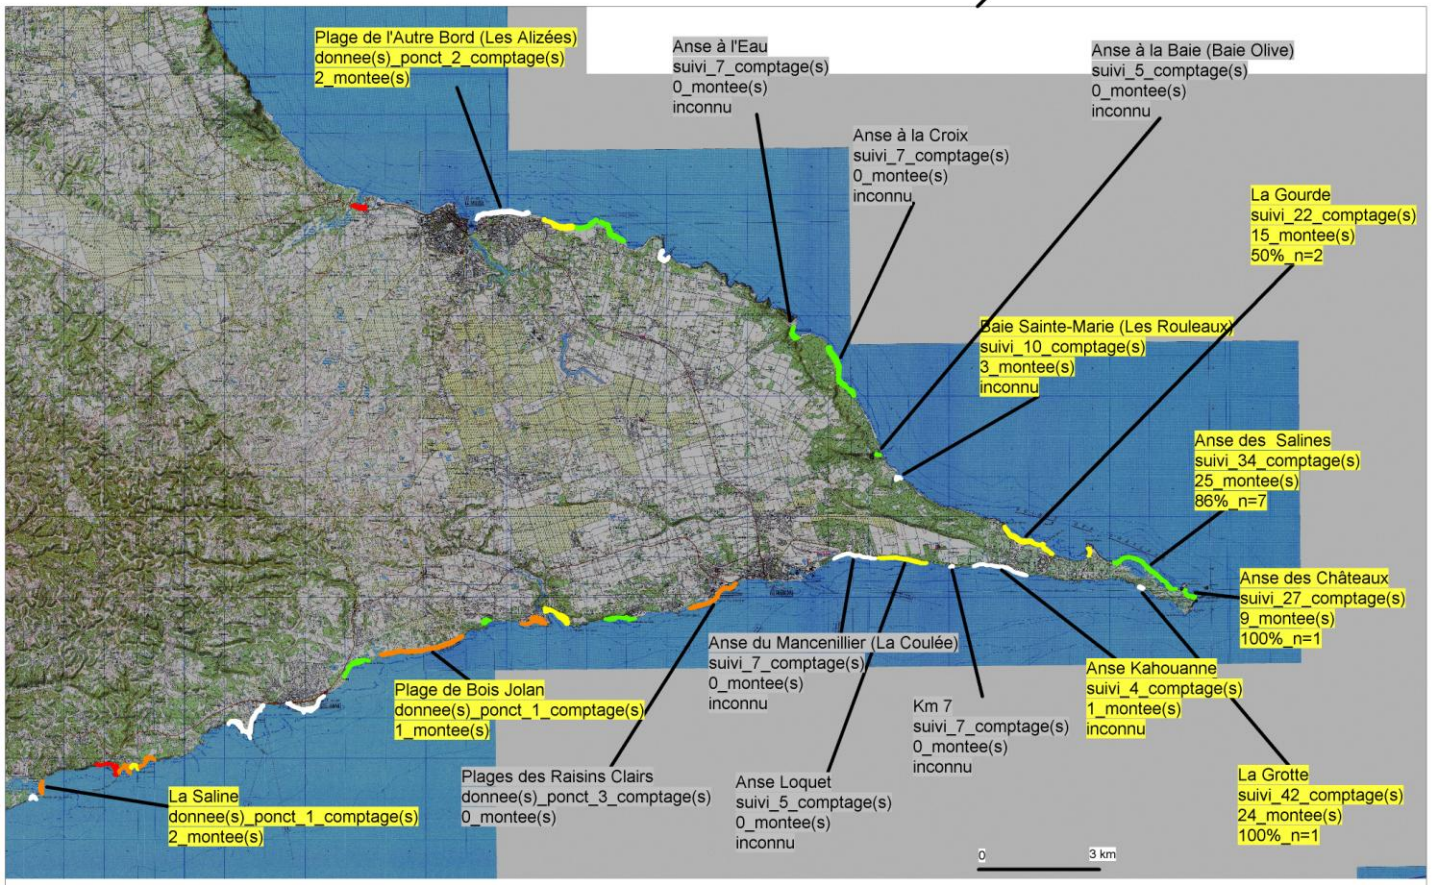 Plage de l'Autre Bord (Les Alizées)
donnee(s)_ponct_2_comptage(s)
2_montee(s)
Anse à l'Eau
suivi_7_comptage(s)
0_montee(s)
inconnu
Anse à la Baie (Baie Olive)
suivi_5_comptage(s)
0_montee(s)
inconnu
Anse à la Croix
suivi_7_comptage(s)
0_montee(s)
inconnu
La Gourde
suivi_22_comptage(s)
15_montee(s)
50%_n=2
Baie Sainte-Marie (Les Rouleaux)
suivi_10_comptage(s)
3_montee(s)
inconnu
Anse des  Salines
suivi_34_comptage(s)
25_montee(s)
86%_n=7
Anse des Châteaux
suivi_27_comptage(s)
9_montee(s)
100%_n=1
Anse du Mancenillier (La Coulée)
suivi_7_comptage(s)
0_montee(s)
inconnu
Anse Kahouanne
suivi_4_comptage(s)
1_montee(s)
inconnu
Plage de Bois Jolan
donnee(s)_ponct_1_comptage(s)
1_montee(s)
Km 7
suivi_7_comptage(s)
0_montee(s)
inconnu
Plages des Raisins Clairs
donnee(s)_ponct_3_comptage(s)
0_montee(s)
Anse Loquet
suivi_5_comptage(s)
0_montee(s)
inconnu
La Grotte
suivi_42_comptage(s)
24_montee(s)
100%_n=1
La Saline
donnee(s)_ponct_1_comptage(s)
2_montee(s)
0 3 km